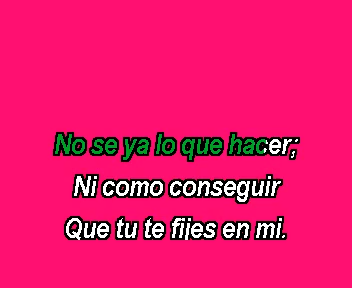 No se ya lo que hacer;
Ni como conseguir
Que tu te fijes en mi.